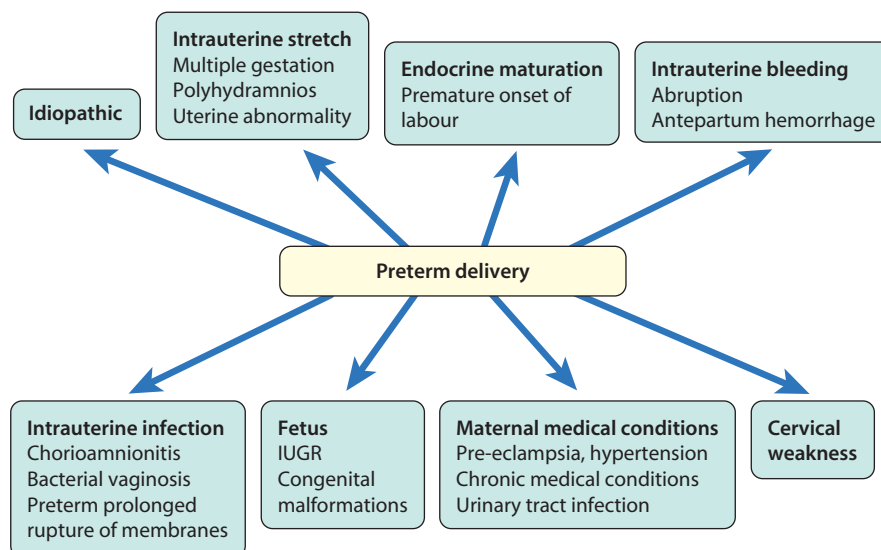 Idiopathic
Intrauterine stretch
Multiple gestation
Polyhydramnios
Uterine abnormality
Endocrine maturation
Premature onset of
labour
Intrauterine bleeding
Abruption
Antepartum hemorrhage
Preterm delivery
Intrauterine infection
Chorioamnionitis
Bacterial vaginosis
Preterm prolonged
rupture of membranes
Fetus
IUGR
Congenital
malformations
Maternal medical conditions
Pre-eclampsia, hypertension
Chronic medical conditions
Urinary tract infection
Cervical
weakness